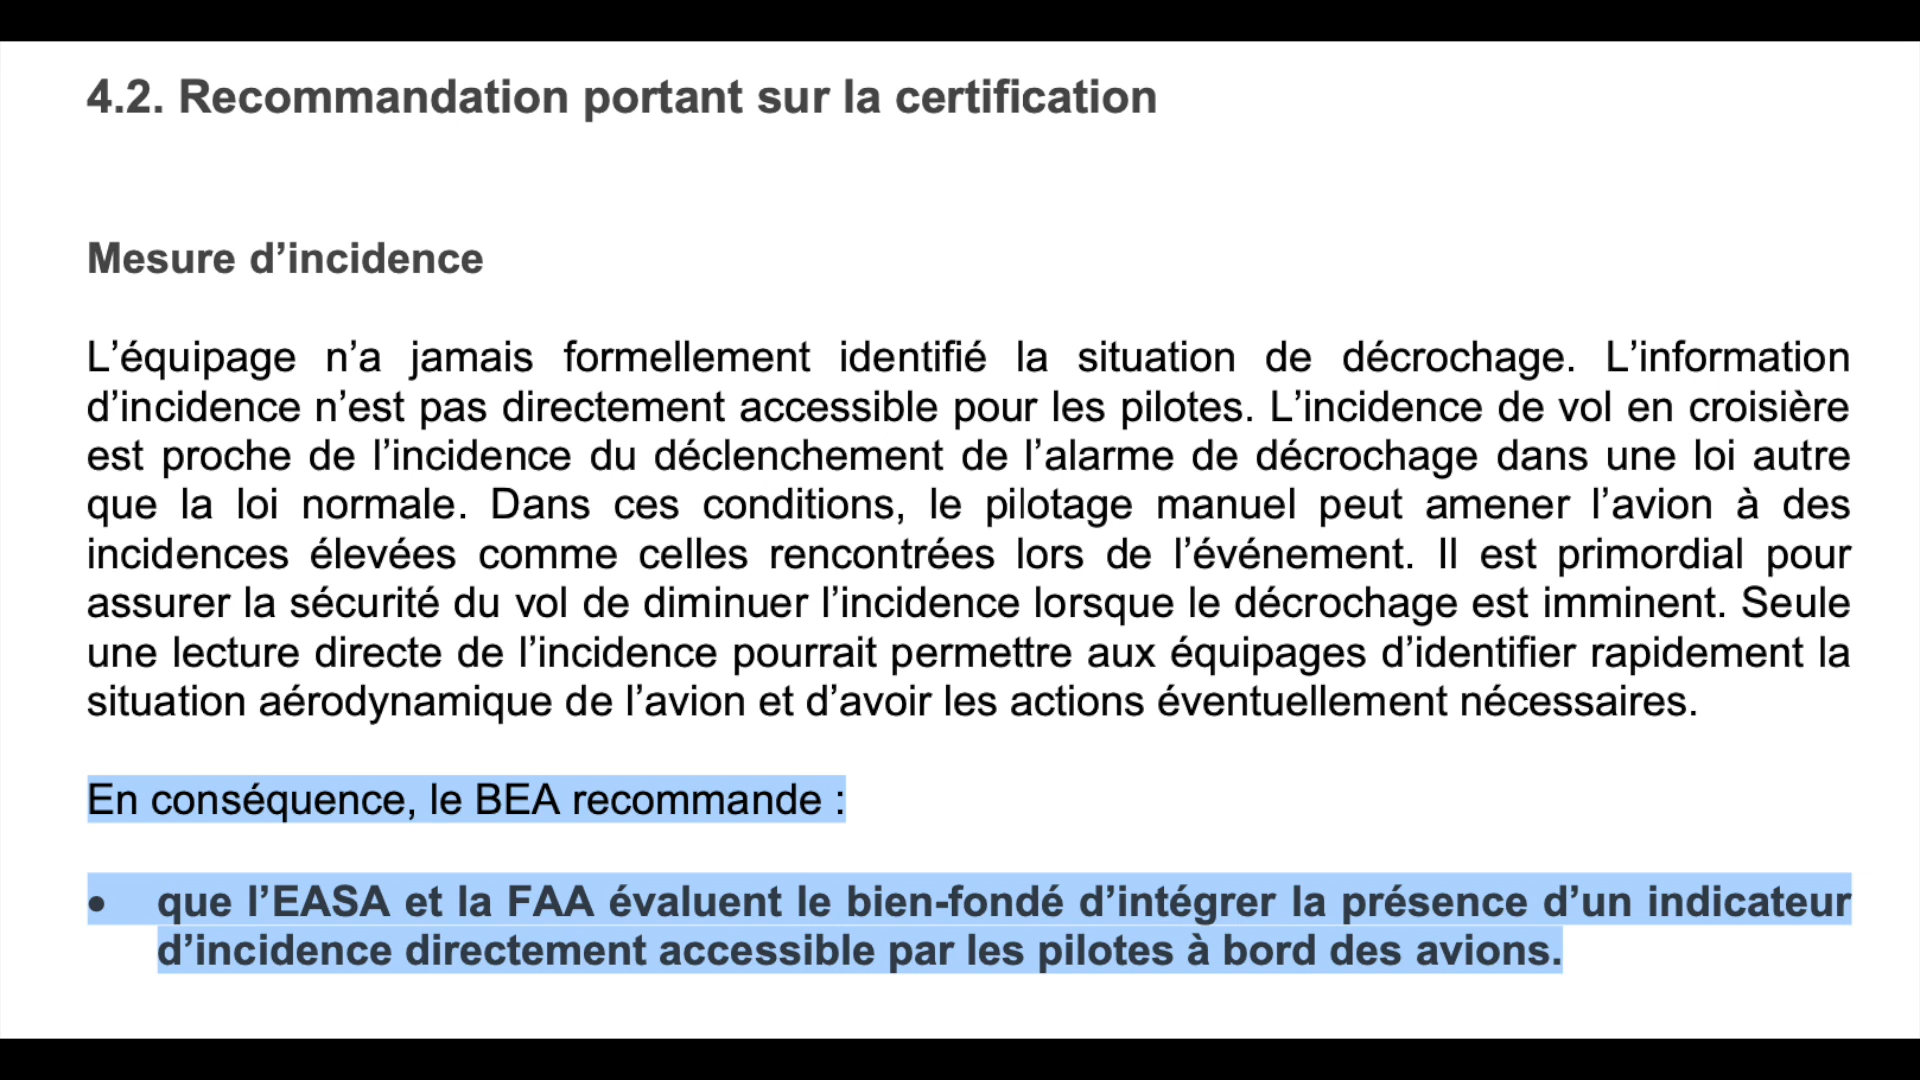 4.2. Recommandation portant sur la certification
Mesure d’incidence
L’équipage n’a jamais formellement identifié la situation de décrochage. L’information
d’incidence n’est pas directement accessible pour les pilotes. L’incidence de vol en croisière
est proche de l’incidence du déclenchement de l’alarme de décrochage dans une loi autre
que la loi normale. Dans ces conditions, le pilotage manuel peut amener l’avion à des
incidences élevées comme celles rencontrées lors de l’événement. Il est primordial pour
assurer la sécurité du vol de diminuer l’incidence lorsque le décrochage est imminent. Seule
une lecture directe de l’incidence pourrait permettre aux équipages d’identifier rapidement la
situation aérodynamique de l’avion et d’avoir les actions éventuellement nécessaires.
En conséquence, le BEA recommande :
• que l’EASA et la FAA évaluent le bien-fondé d’intégrer la présence d’un indicateur
d’incidence directement accessible par les pilotes à bord des avions.